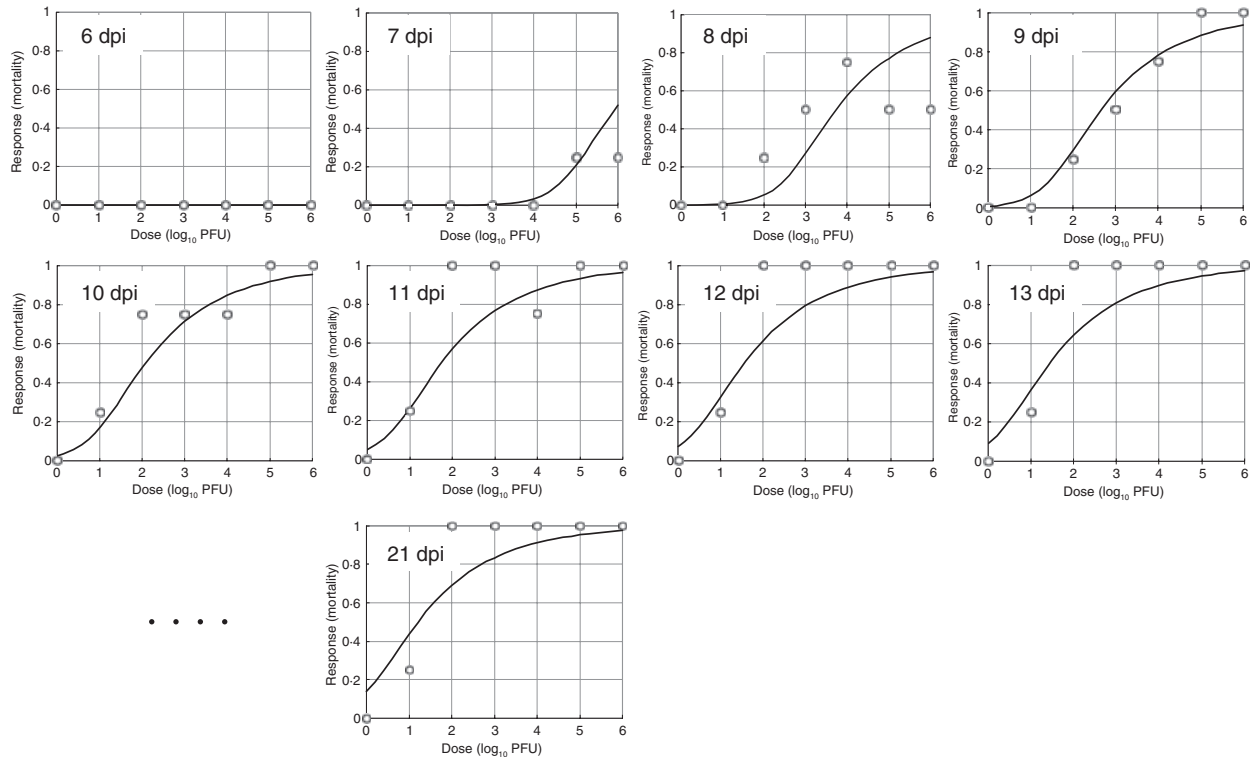 6 dpi
Response (mortality)
1
0·8
0·6
0·4
0·2
0
0 1 2 3 4 5 6
Dose (log₁₀ PFU)
7 dpi
Response (mortality)
1
0·8
0·6
0·4
0·2
0
0 1 2 3 4 5 6
Dose (log₁₀ PFU)
8 dpi
Response (mortality)
1
0·8
0·6
0·4
0·2
0
0 1 2 3 4 5 6
Dose (log₁₀ PFU)
9 dpi
Response (mortality)
1
0·8
0·6
0·4
0·2
0
0 1 2 3 4 5 6
Dose (log₁₀ PFU)
10 dpi
Response (mortality)
1
0·8
0·6
0·4
0·2
0
0 1 2 3 4 5 6
Dose (log₁₀ PFU)
11 dpi
Response (mortality)
1
0·8
0·6
0·4
0·2
0
0 1 2 3 4 5 6
Dose (log₁₀ PFU)
12 dpi
Response (mortality)
1
0·8
0·6
0·4
0·2
0
0 1 2 3 4 5 6
Dose (log₁₀ PFU)
13 dpi
Response (mortality)
1
0·8
0·6
0·4
0·2
0
0 1 2 3 4 5 6
Dose (log₁₀ PFU)
• • • •
21 dpi
Response (mortality)
1
0·8
0·6
0·4
0·2
0
0 1 2 3 4 5 6
Dose (log₁₀ PFU)